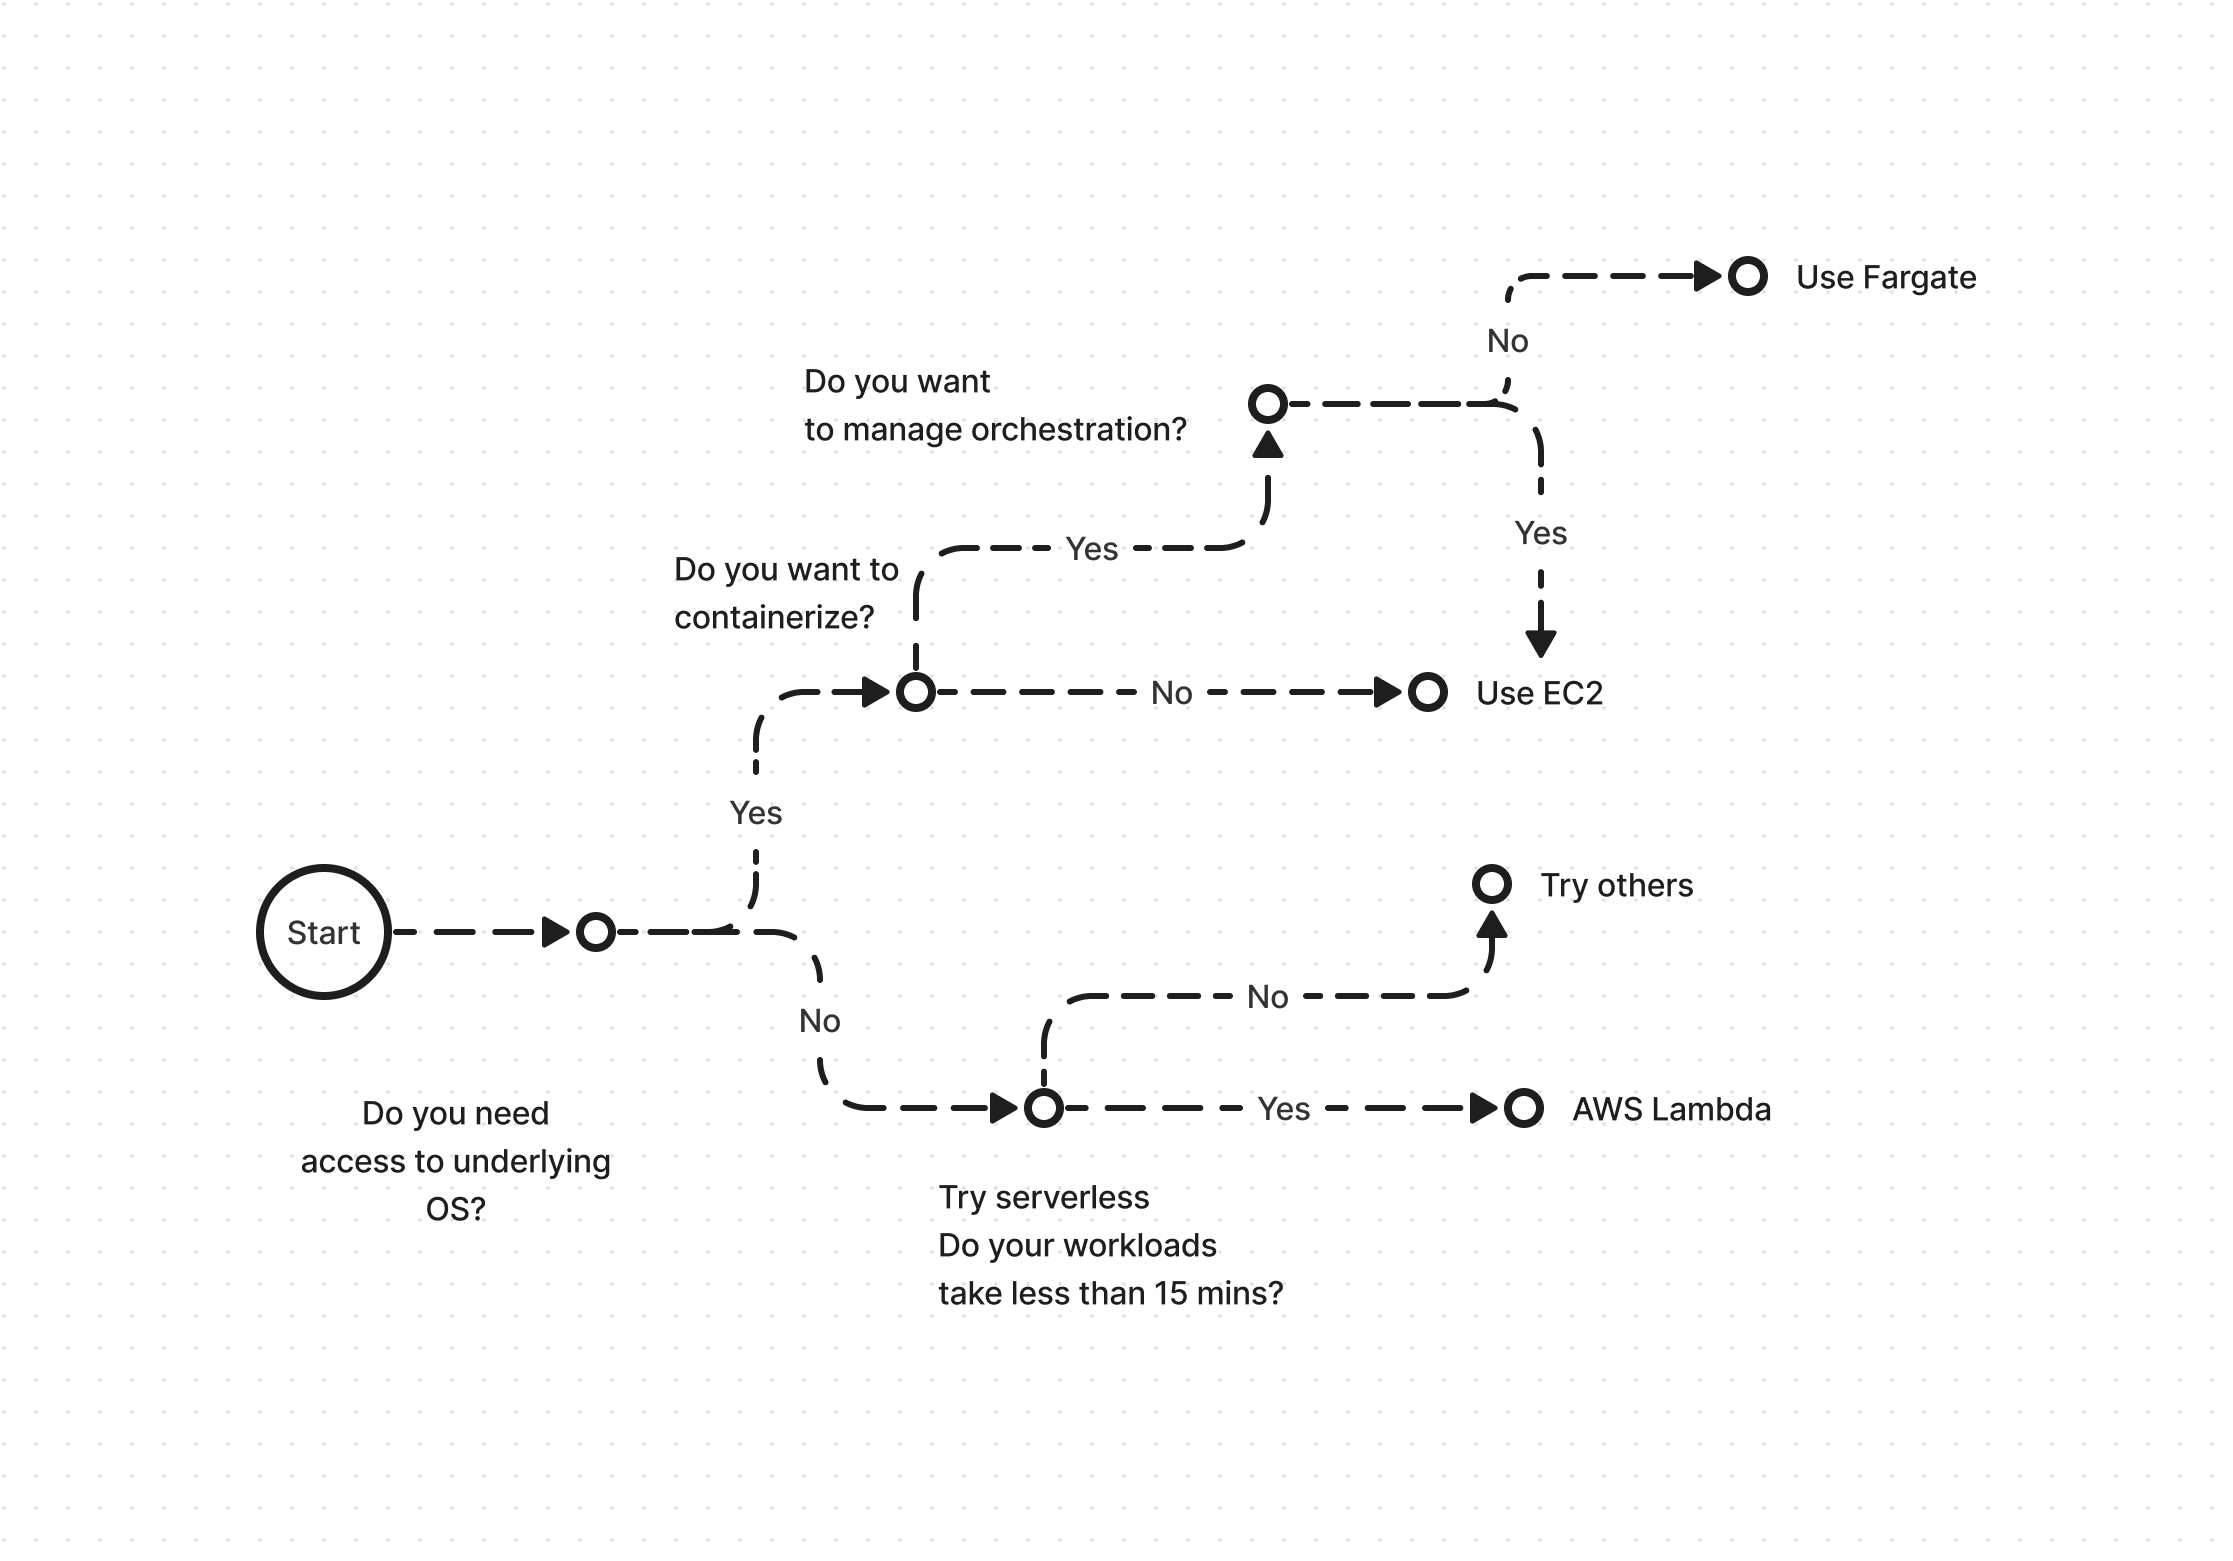 Use Fargate
No
Do you want
to manage orchestration?
Yes
Yes
Do you want to
containerize?
No
Use EC2
Yes
Try others
Start
No
No
Do you need
access to underlying
OS?
Yes
AWS Lambda
Try serverless
Do your workloads
take less than 15 mins?